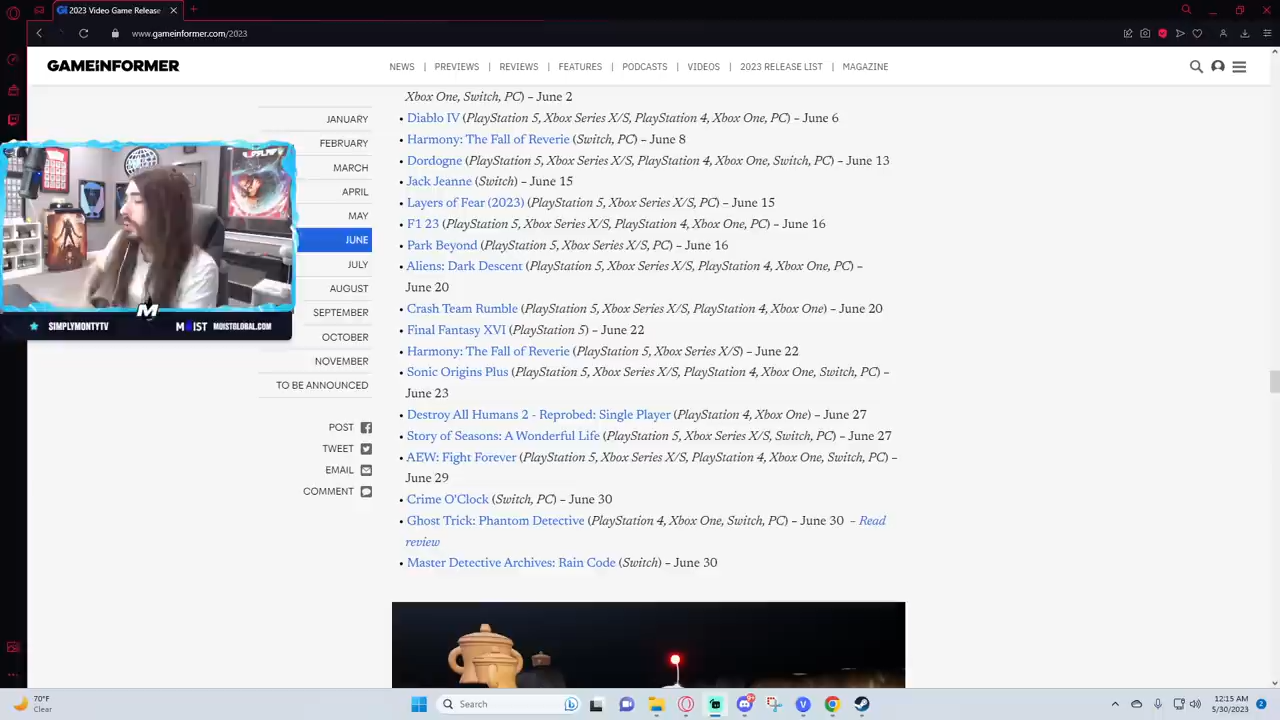 2023 Video Game Release
www.gameinformer.com/2023
GAMEINFORMER
NEWS | PREVIEWS | REVIEWS | FEATURES | PODCASTS | VIDEOS | 2023 RELEASE LIST | MAGAZINE
JANUARY
FEBRUARY
MARCH
APRIL
MAY
JUNE
JULY
AUGUST
SEPTEMBER
OCTOBER
NOVEMBER
TO BE ANNOUNCED
POST
TWEET
EMAIL
COMMENT
SIMPLYMONTYTV
MOIST MOISTGLOBAL.COM
Xbox One, Switch, PC) – June 2
• Diablo IV (PlayStation 5, Xbox Series X/S, PlayStation 4, Xbox One, PC) – June 6
• Harmony: The Fall of Reverie (Switch, PC) – June 8
• Dordogne (PlayStation 5, Xbox Series X/S, PlayStation 4, Xbox One, Switch, PC) – June 13
• Jack Jeanne (Switch) – June 15
• Layers of Fear (2023) (PlayStation 5, Xbox Series X/S, PC) – June 15
• F1 23 (PlayStation 5, Xbox Series X/S, PlayStation 4, Xbox One, PC) – June 16
• Park Beyond (PlayStation 5, Xbox Series X/S, PC) – June 16
• Aliens: Dark Descent (PlayStation 5, Xbox Series X/S, PlayStation 4, Xbox One, PC) –
June 20
• Crash Team Rumble (PlayStation 5, Xbox Series X/S, PlayStation 4, Xbox One) – June 20
• Final Fantasy XVI (PlayStation 5) – June 22
• Harmony: The Fall of Reverie (PlayStation 5, Xbox Series X/S) – June 22
• Sonic Origins Plus (PlayStation 5, Xbox Series X/S, PlayStation 4, Xbox One, Switch, PC) –
June 23
• Destroy All Humans 2 - Reprobed: Single Player (PlayStation 4, Xbox One) – June 27
• Story of Seasons: A Wonderful Life (PlayStation 5, Xbox Series X/S, Switch, PC) – June 27
• AEW: Fight Forever (PlayStation 5, Xbox Series X/S, PlayStation 4, Xbox One, Switch, PC) –
June 29
• Crime O'Clock (Switch, PC) – June 30
• Ghost Trick: Phantom Detective (PlayStation 4, Xbox One, Switch, PC) – June 30 – Read
review
• Master Detective Archives: Rain Code (Switch) – June 30
70°F
Clear
Search
12:15 AM
5/30/2023
2